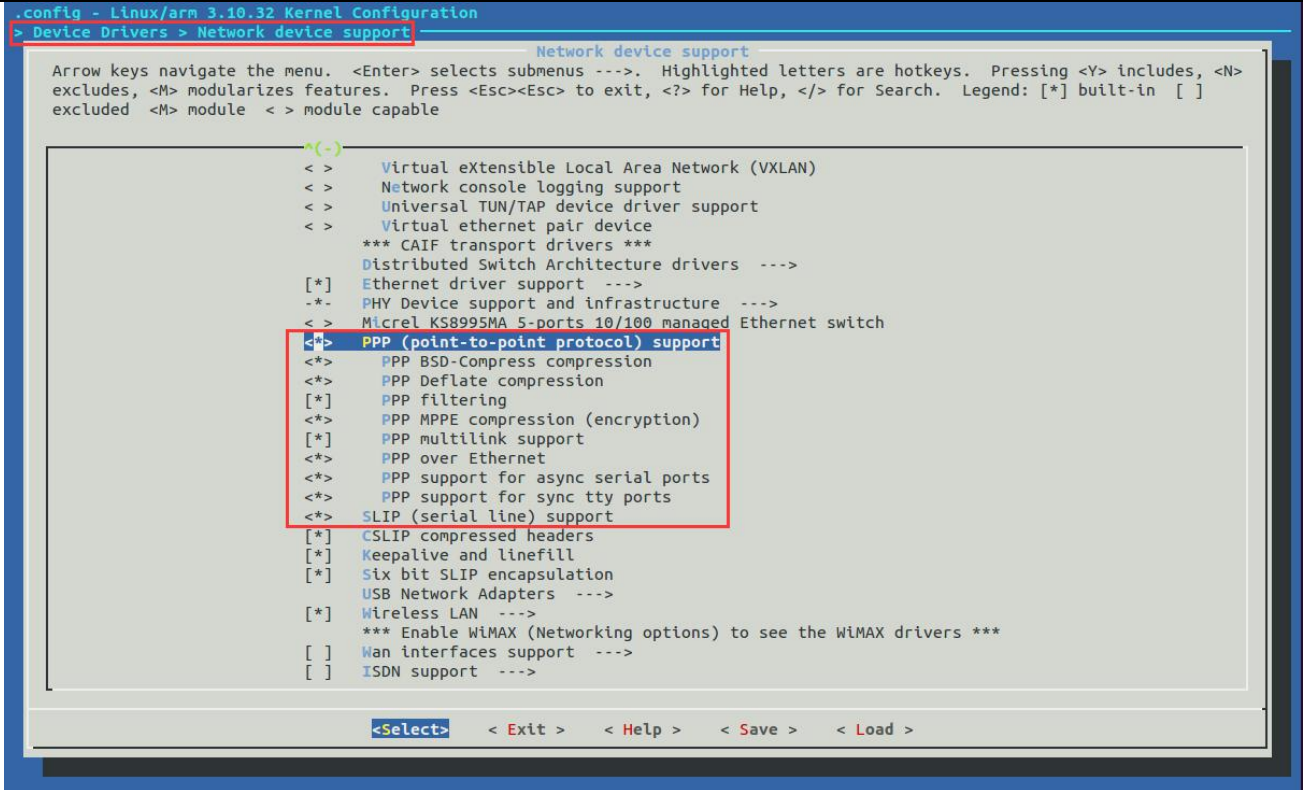 .config - Linux/arm 3.10.32 Kernel Configuration
> Device Drivers > Network device support
Network device support
Arrow keys navigate the menu.  <Enter> selects submenus --->.  Highlighted letters are hotkeys.  Pressing <Y> includes, <N>
excludes, <M> modularizes features.  Press <Esc><Esc> to exit, <?> for Help, </> for Search.  Legend: [*] built-in  [ ]
excluded  <M> module  < > module capable
^(-)
< >     Virtual eXtensible Local Area Network (VXLAN)
< >     Network console logging support
< >     Universal TUN/TAP device driver support
< >     Virtual ethernet pair device
*** CAIF transport drivers ***
Distributed Switch Architecture drivers  --->
[*]   Ethernet driver support  --->
-*-   PHY Device support and infrastructure  --->
< >   Micrel KS8995MA 5-ports 10/100 managed Ethernet switch
<*>   PPP (point-to-point protocol) support
<*>     PPP BSD-Compress compression
<*>     PPP Deflate compression
[*]     PPP filtering
<*>     PPP MPPE compression (encryption)
[*]     PPP multilink support
<*>     PPP over Ethernet
<*>     PPP support for async serial ports
<*>     PPP support for sync tty ports
<*>   SLIP (serial line) support
[*]   CSLIP compressed headers
[*]   Keepalive and linefill
[*]   Six bit SLIP encapsulation
USB Network Adapters  --->
[*]   Wireless LAN  --->
*** Enable WiMAX (Networking options) to see the WiMAX drivers ***
[ ]   Wan interfaces support  --->
[ ]   ISDN support  --->
<Select>    < Exit >    < Help >    < Save >    < Load >